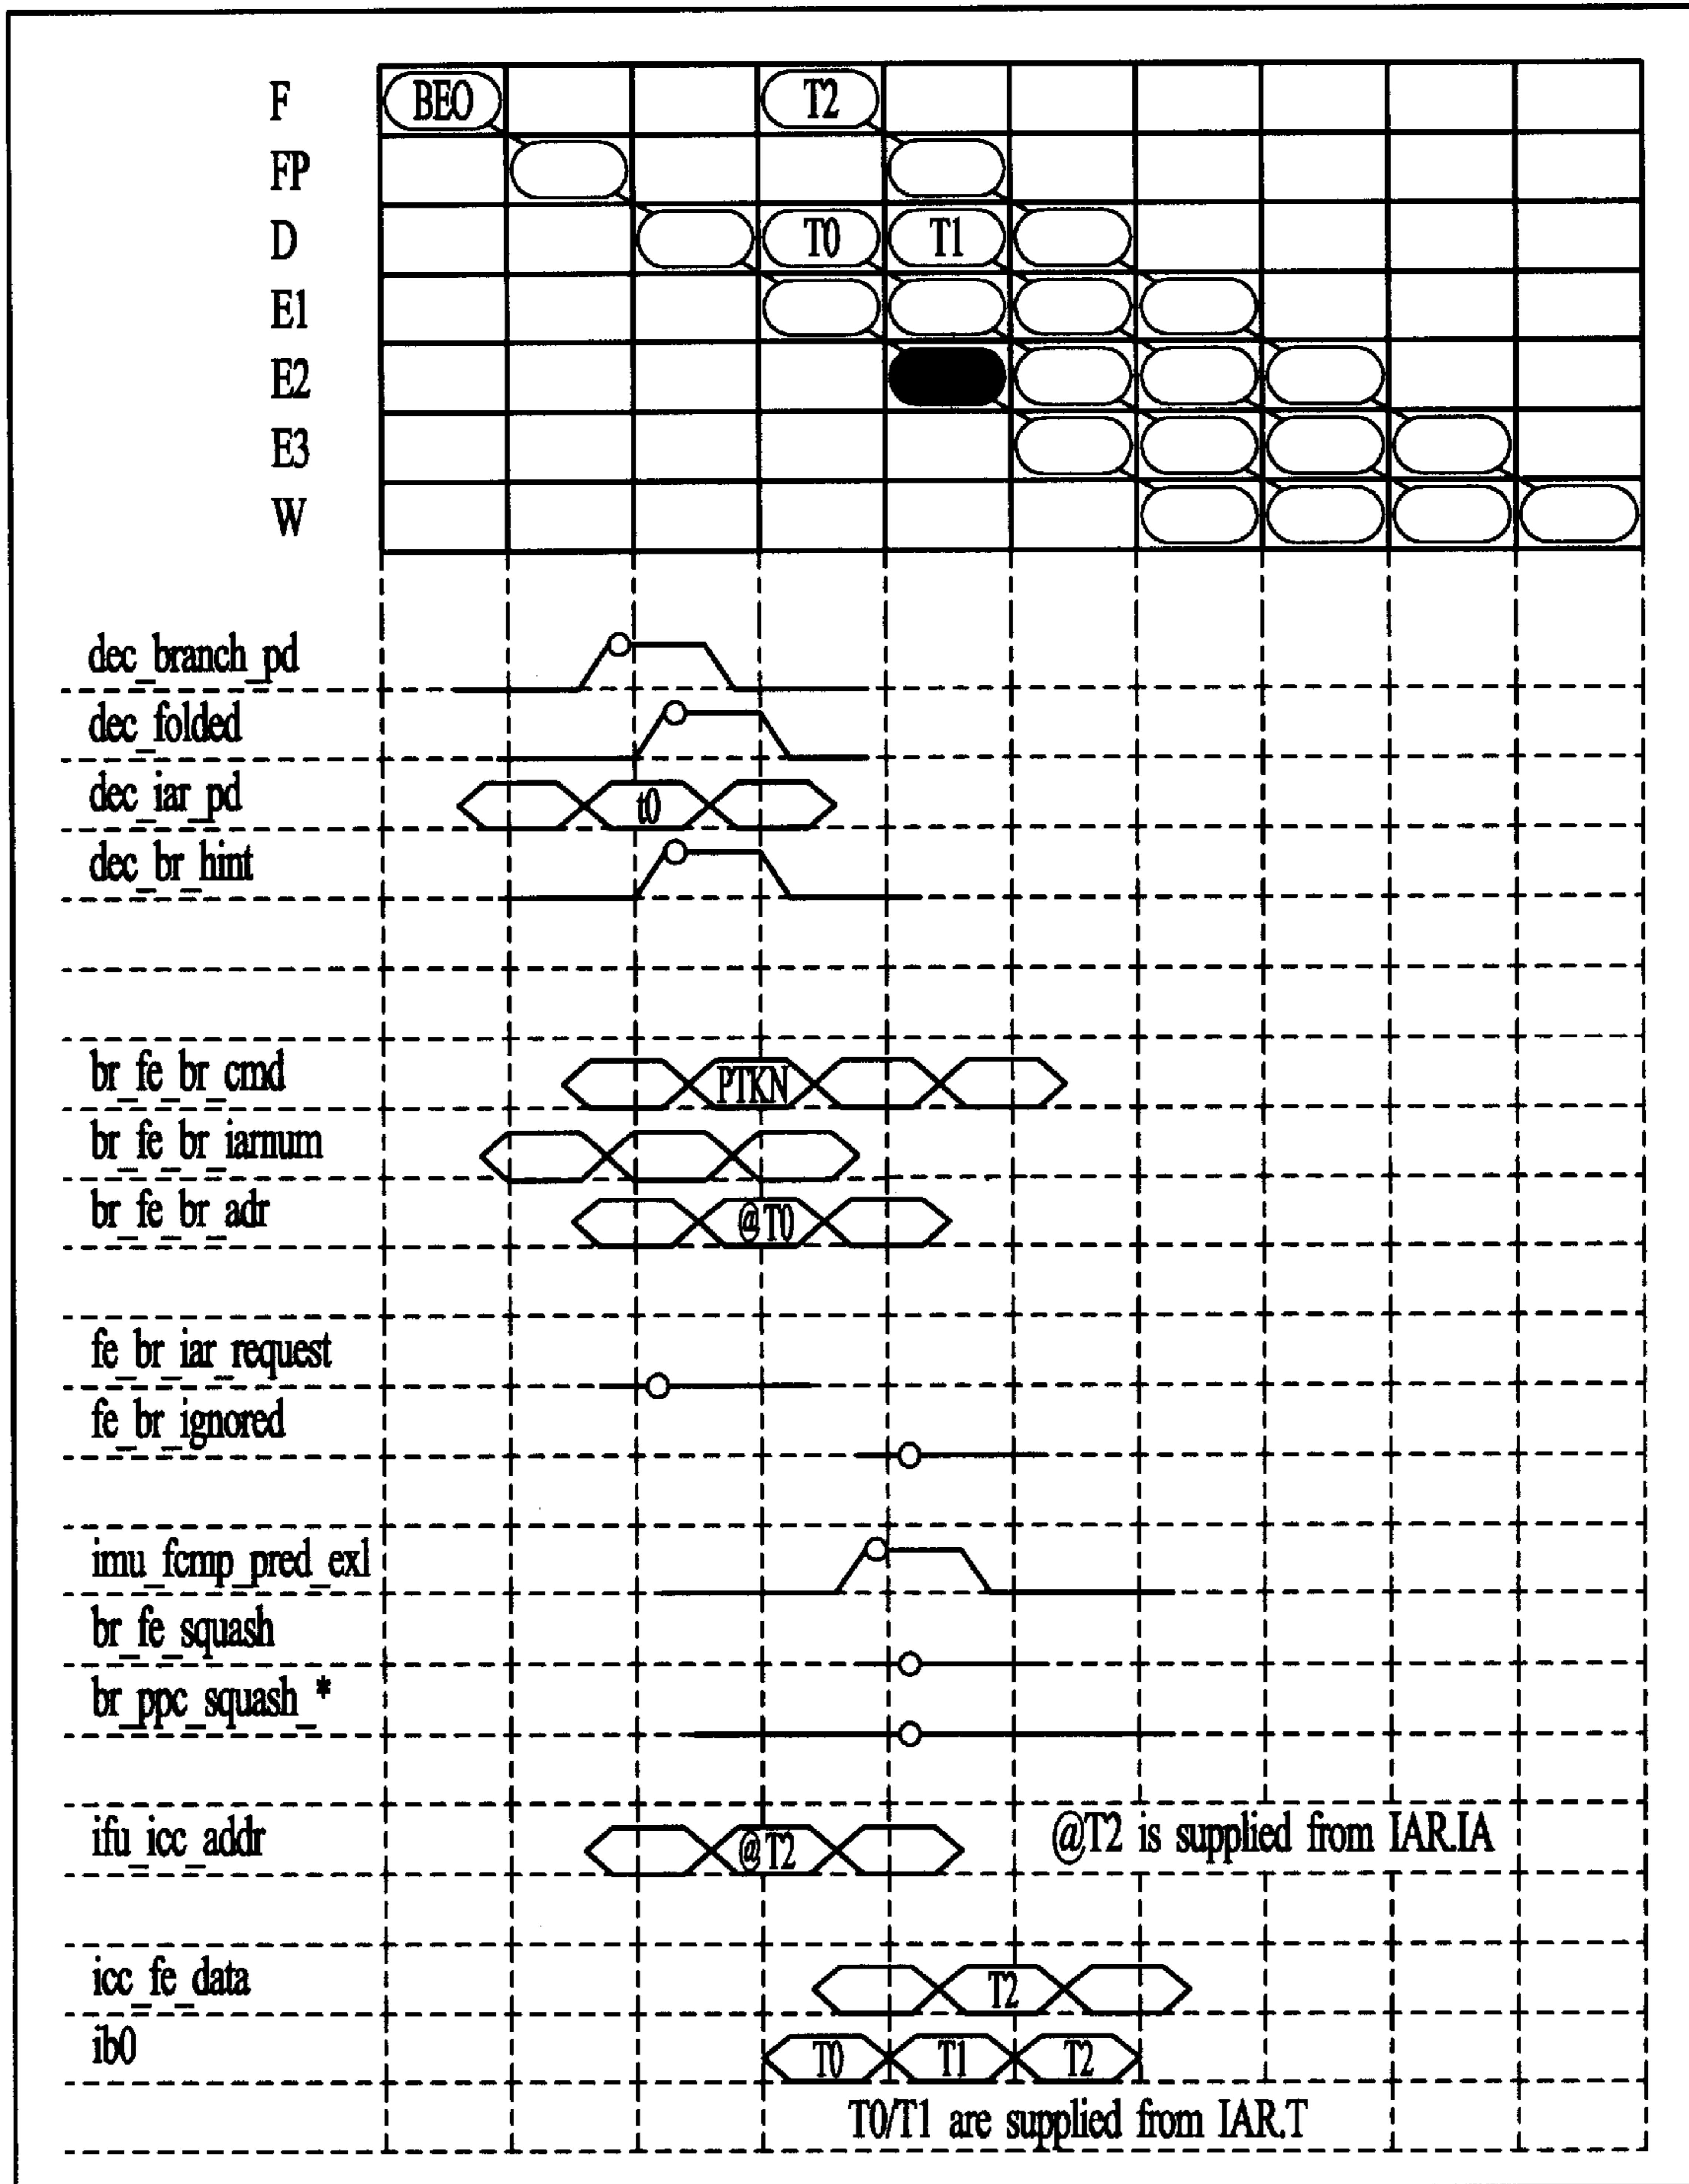 F BEO T2
FP
D T0 T1
E1
E2
E3
W
dec_branch_pd
dec_folded
dec_iar_pd t0
dec_br_hint
br_fe_br_cmd PTKN
br_fe_br_iarnum
br_fe_br_adr @T0
fe_br_iar_request
fe_br_ignored
imu_fcmp_pred_exl
br_fe_squash
br_ppc_squash_*
ifu_icc_addr @T2 @T2 is supplied from IAR.IA
icc_fe_data T2
ib0 T0 T1 T2
T0/T1 are supplied from IAR.T